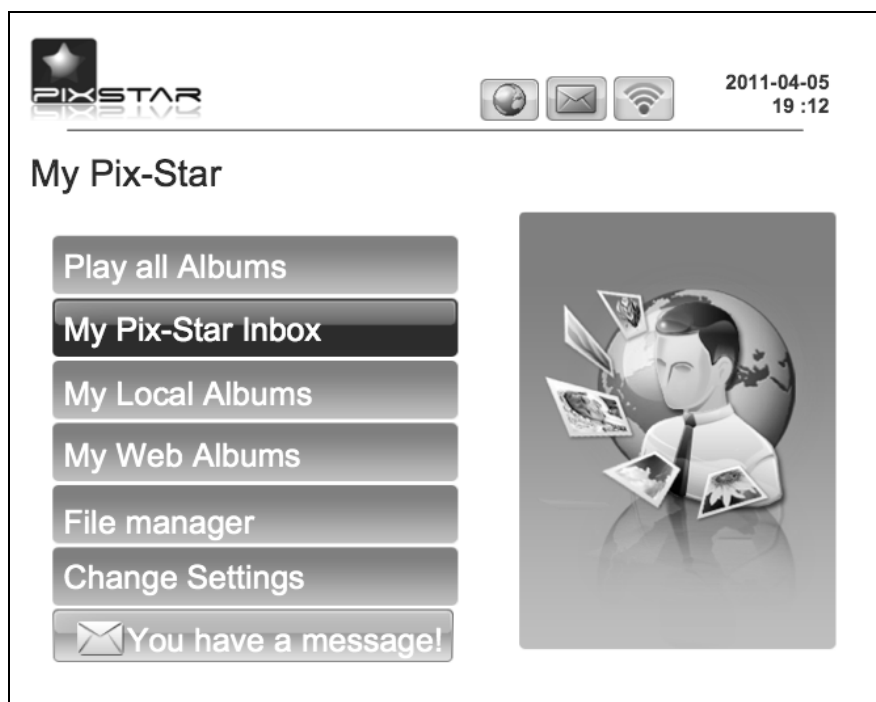 PIXSTAR
2011-04-05
19 :12
My Pix-Star
Play all Albums
My Pix-Star Inbox
My Local Albums
My Web Albums
File manager
Change Settings
You have a message!